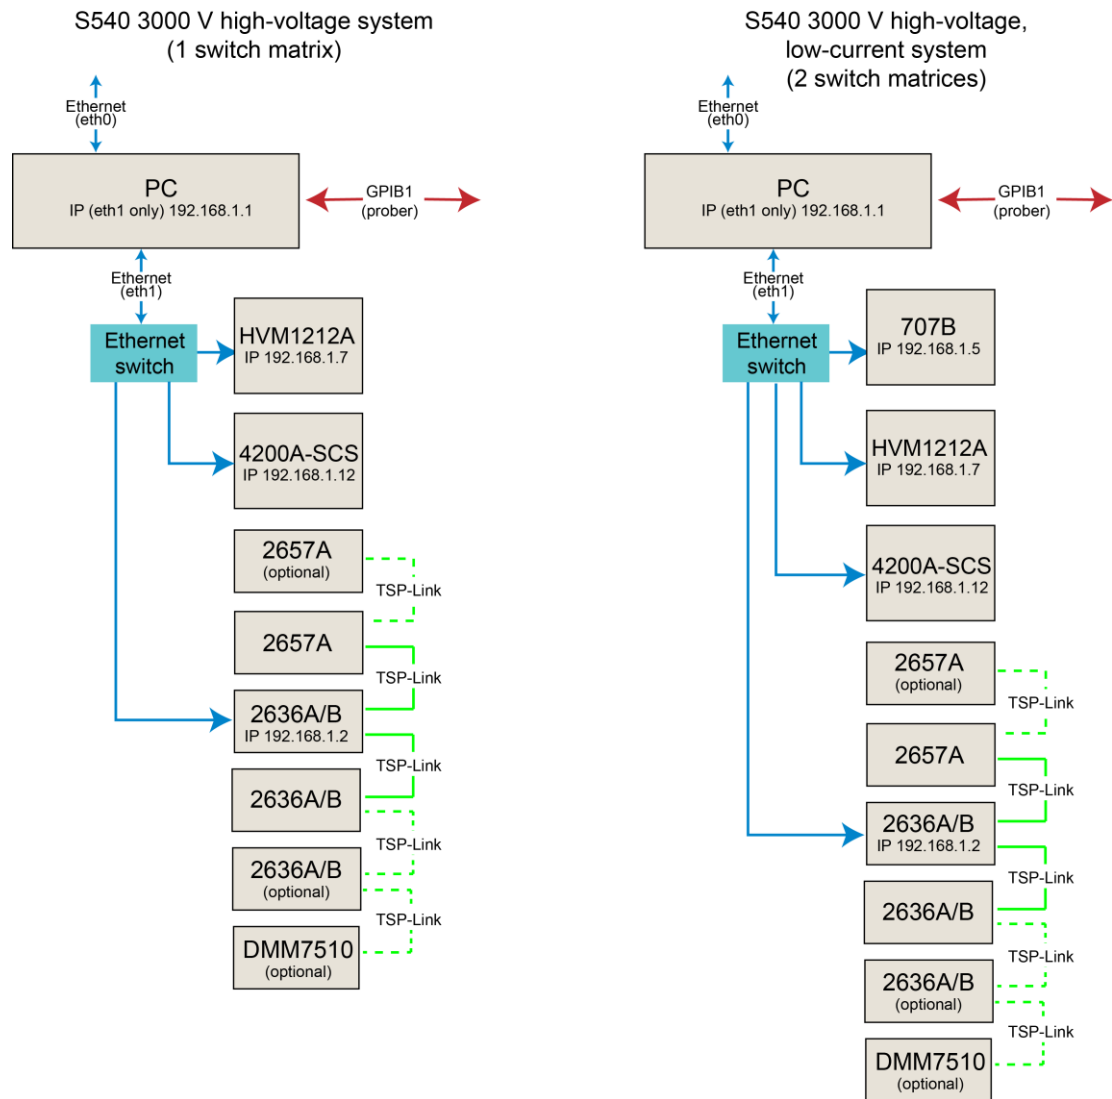 S540 3000 V high-voltage system
(1 switch matrix)
Ethernet
(eth0)
PC
IP (eth1 only) 192.168.1.1
GPIB1
(prober)
Ethernet
(eth1)
Ethernet
switch
HVM1212A
IP 192.168.1.7
4200A-SCS
IP 192.168.1.12
2657A
(optional)
TSP-Link
2657A
TSP-Link
2636A/B
IP 192.168.1.2
TSP-Link
2636A/B
TSP-Link
2636A/B
(optional)
TSP-Link
DMM7510
(optional)
S540 3000 V high-voltage,
low-current system
(2 switch matrices)
Ethernet
(eth0)
PC
IP (eth1 only) 192.168.1.1
GPIB1
(prober)
Ethernet
(eth1)
Ethernet
switch
707B
IP 192.168.1.5
HVM1212A
IP 192.168.1.7
4200A-SCS
IP 192.168.1.12
2657A
(optional)
TSP-Link
2657A
TSP-Link
2636A/B
IP 192.168.1.2
TSP-Link
2636A/B
TSP-Link
2636A/B
(optional)
TSP-Link
DMM7510
(optional)